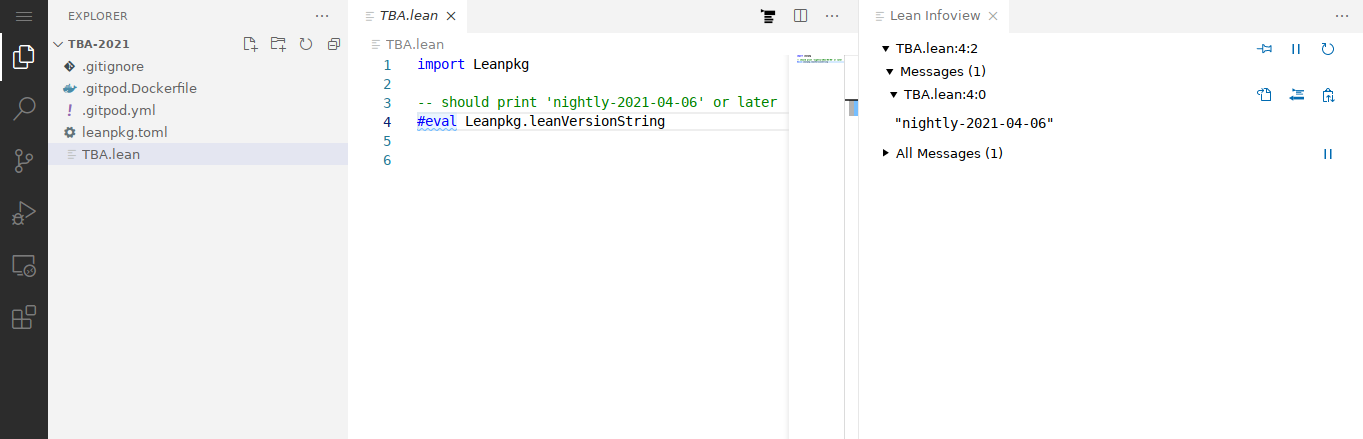 EXPLORER
TBA-2021
.gitignore
.gitpod.Dockerfile
.gitpod.yml
leanpkg.toml
TBA.lean
TBA.lean
TBA.lean
1 import Leanpkg
2
3 -- should print 'nightly-2021-04-06' or later
4 #eval Leanpkg.leanVersionString
5
6
Lean Infoview
TBA.lean:4:2
Messages (1)
TBA.lean:4:0
"nightly-2021-04-06"
All Messages (1)